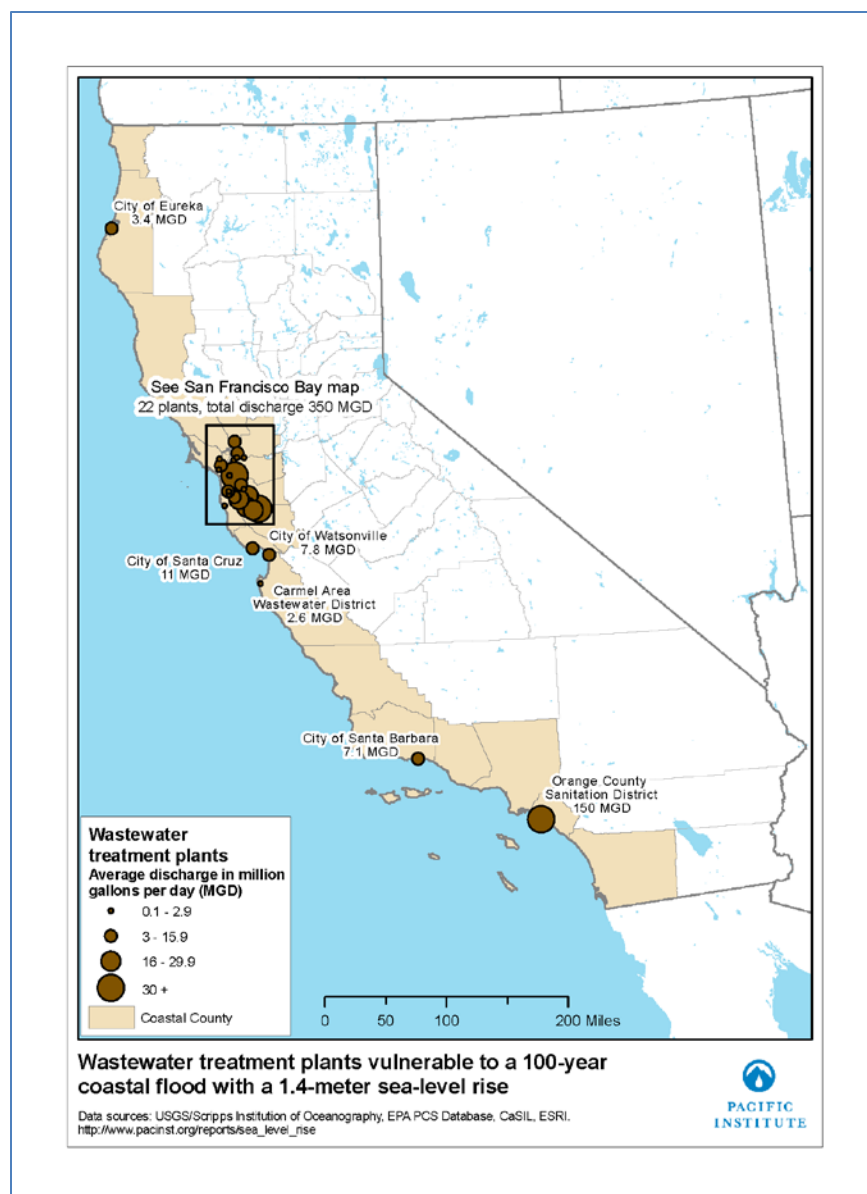 City of Eureka
3.4 MGD
See San Francisco Bay map
22 plants, total discharge 350 MGD
City of Watsonville
7.8 MGD
City of Santa Cruz
11 MGD
Carmel Area
Wastewater District
2.6 MGD
City of Santa Barbara
7.1 MGD
Orange County
Sanitation District
150 MGD
Wastewater
treatment plants
Average discharge in million
gallons per day (MGD)
0.1 - 2.9
3 - 15.9
16 - 29.9
30 +
Coastal County
0 50 100 200 Miles
Wastewater treatment plants vulnerable to a 100-year
coastal flood with a 1.4-meter sea-level rise
Data sources: USGS/Scripps Institution of Oceanography, EPA PCS Database, CaSIL, ESRI.
http://www.pacinst.org/reports/sea_level_rise
PACIFIC
INSTITUTE